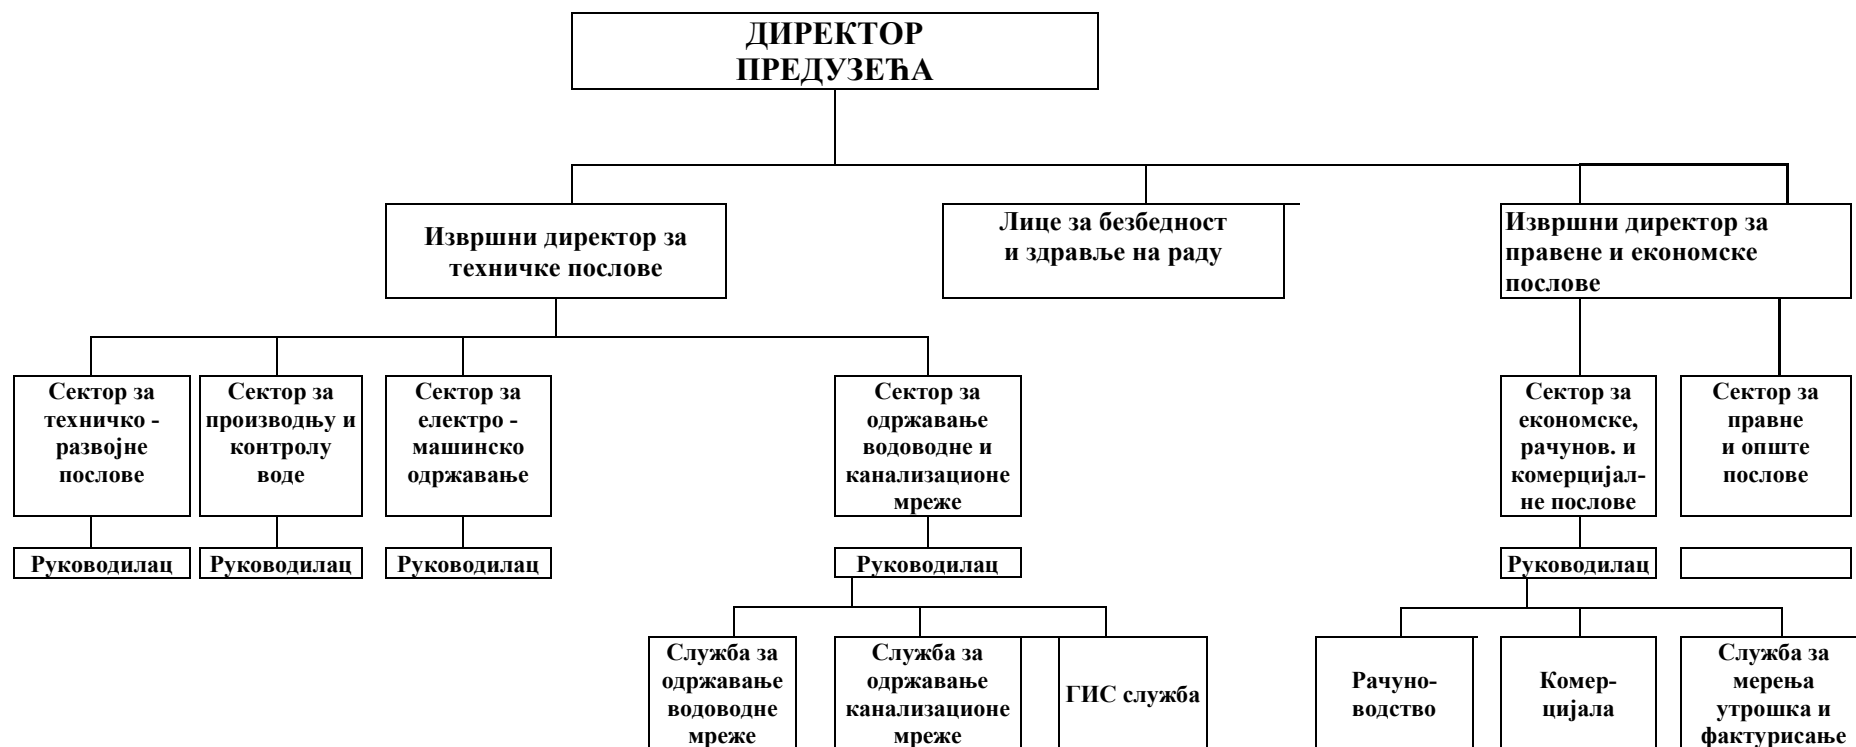 ДИРЕКТОР
ПРЕДУЗЕЋА
Извршни директор за
техничке послове
Лице за безбедност
и здравље на раду
Извршни директор за
правене и економске
послове
Сектор за
техничко -
развојне
послове
Сектор за
производњу и
контролу
воде
Сектор за
електро -
машинско
одржавање
Сектор за
одржавање
водоводне и
канализационе
мреже
Сектор за
економске,
рачунов. и
комерцијал-
не послове
Сектор за
правне
и опште
послове
Руководилац
Руководилац
Руководилац
Руководилац
Руководилац
Служба за
одржавање
водоводне
мреже
Служба за
одржавање
канализационе
мреже
ГИС служба
Рачуно-
водство
Комер-
цијала
Служба за
мерења
утрошка и
фактурисање